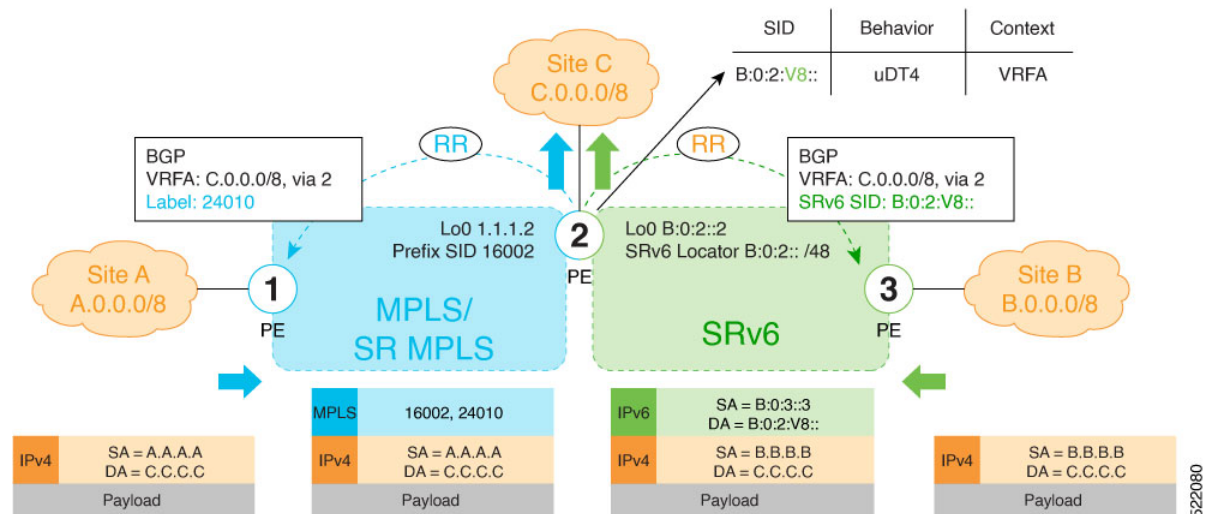 SID Behavior Context
B:0:2:V8:: uDT4 VRFA
Site C
C.0.0.0/8
RR
RR
BGP
VRFA: C.0.0.0/8, via 2
Label: 24010
BGP
VRFA: C.0.0.0/8, via 2
SRv6 SID: B:0:2:V8::
Lo0 1.1.1.2
Prefix SID 16002
2
PE
Lo0 B:0:2::2
SRv6 Locator B:0:2:: /48
Site A
A.0.0.0/8
1
PE
MPLS/
SR MPLS
SRv6
3
PE
Site B
B.0.0.0/8
MPLS 16002, 24010
IPv6 SA = B:0:3::3
DA = B:0:2:V8::
IPv4 SA = A.A.A.A
DA = C.C.C.C
Payload
IPv4 SA = A.A.A.A
DA = C.C.C.C
Payload
IPv4 SA = B.B.B.B
DA = C.C.C.C
Payload
IPv4 SA = B.B.B.B
DA = C.C.C.C
Payload
522080